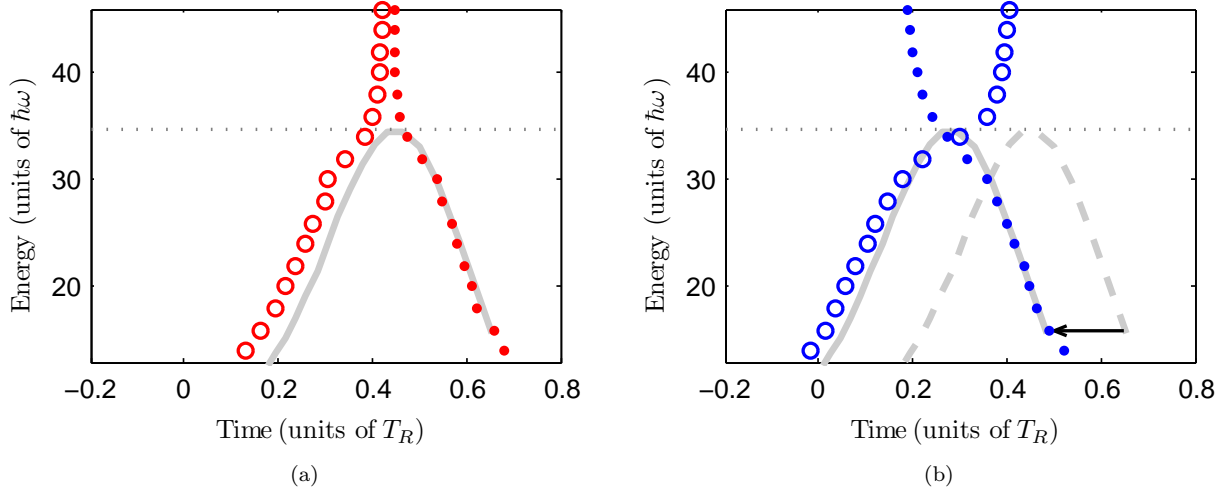 40
30
20
Energy (units of ħω)
−0.2 0 0.2 0.4 0.6 0.8
Time (units of T_R)
(a)
40
30
20
Energy (units of ħω)
−0.2 0 0.2 0.4 0.6 0.8
Time (units of T_R)
(b)